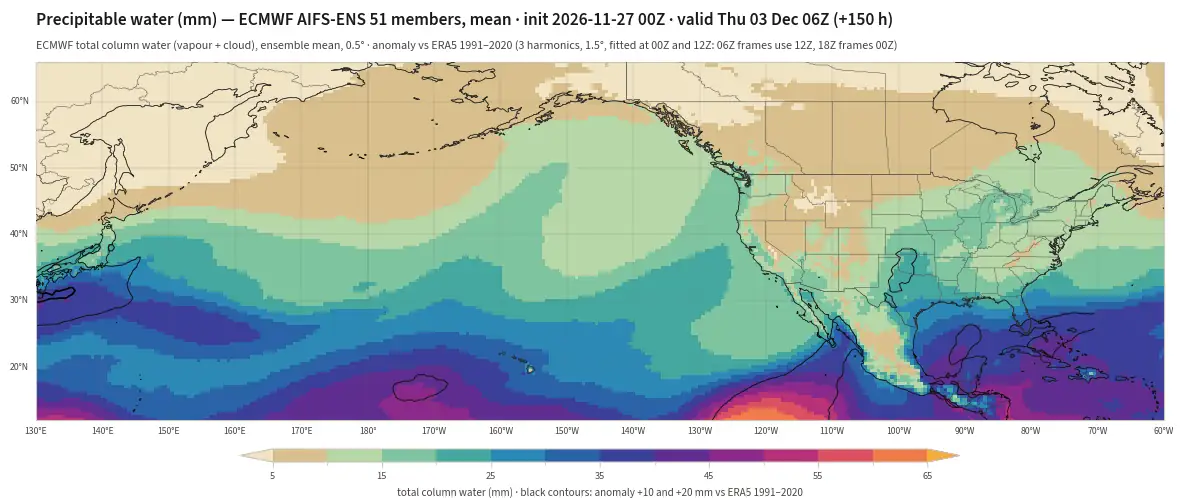 Precipitable water (mm) — ECMWF AIFS-ENS 51 members, mean · init 2026-11-27 00Z · valid Thu 03 Dec 06Z (+150 h)
ECMWF total column water (vapour + cloud), ensemble mean, 0.5° · anomaly vs ERA5 1991–2020 (3 harmonics, 1.5°, fitted at 00Z and 12Z: 06Z frames use 12Z, 18Z frames 00Z)
60°N
50°N
40°N
30°N
20°N
130°E 140°E 150°E 160°E 170°E 180° 170°W 160°W 150°W 140°W 130°W 120°W 110°W 100°W 90°W 80°W 70°W 60°W
5 15 25 35 45 55 65
total column water (mm) · black contours: anomaly +10 and +20 mm vs ERA5 1991–2020